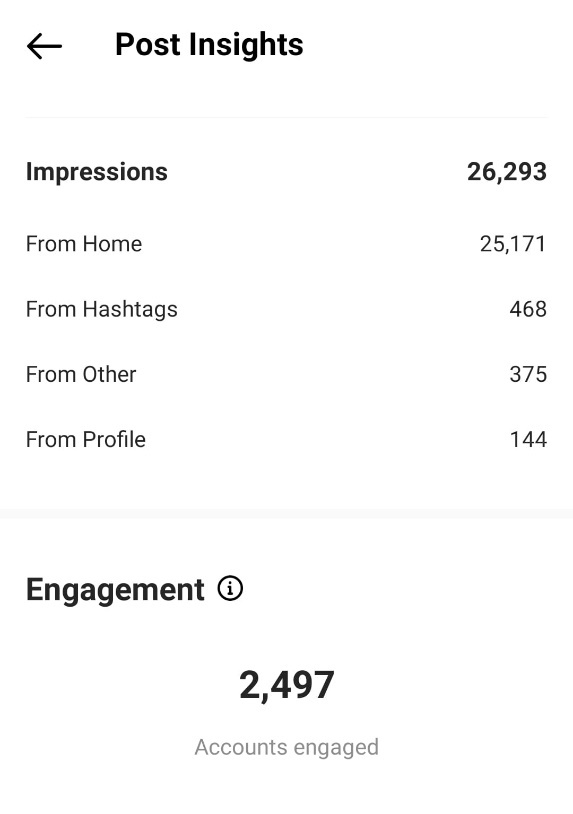 Post Insights
Impressions 26,293
From Home 25,171
From Hashtags 468
From Other 375
From Profile 144
Engagement
2,497
Accounts engaged